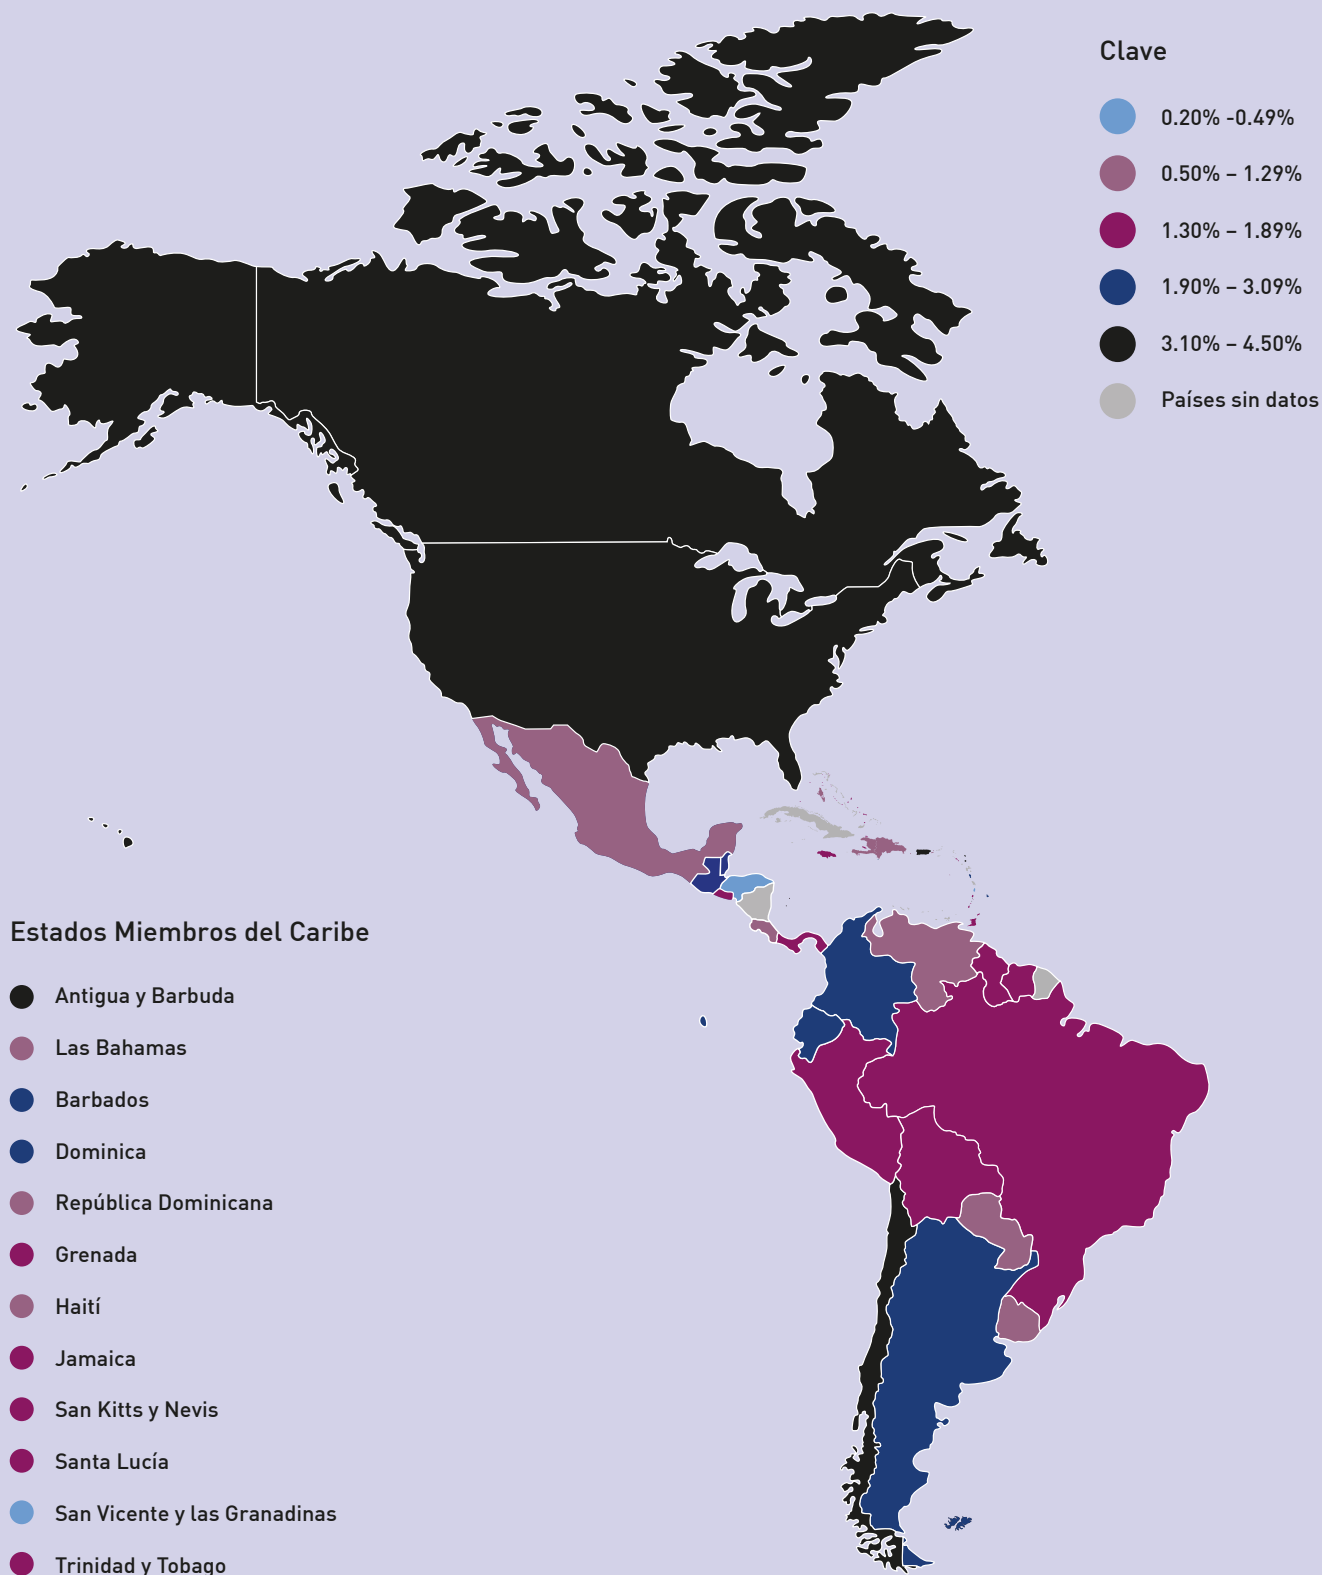 Clave
0.20% -0.49%
0.50% – 1.29%
1.30% – 1.89%
1.90% – 3.09%
3.10% – 4.50%
Países sin datos
Estados Miembros del Caribe
Antigua y Barbuda
Las Bahamas
Barbados
Dominica
República Dominicana
Grenada
Haití
Jamaica
San Kitts y Nevis
Santa Lucía
San Vicente y las Granadinas
Trinidad y Tobago